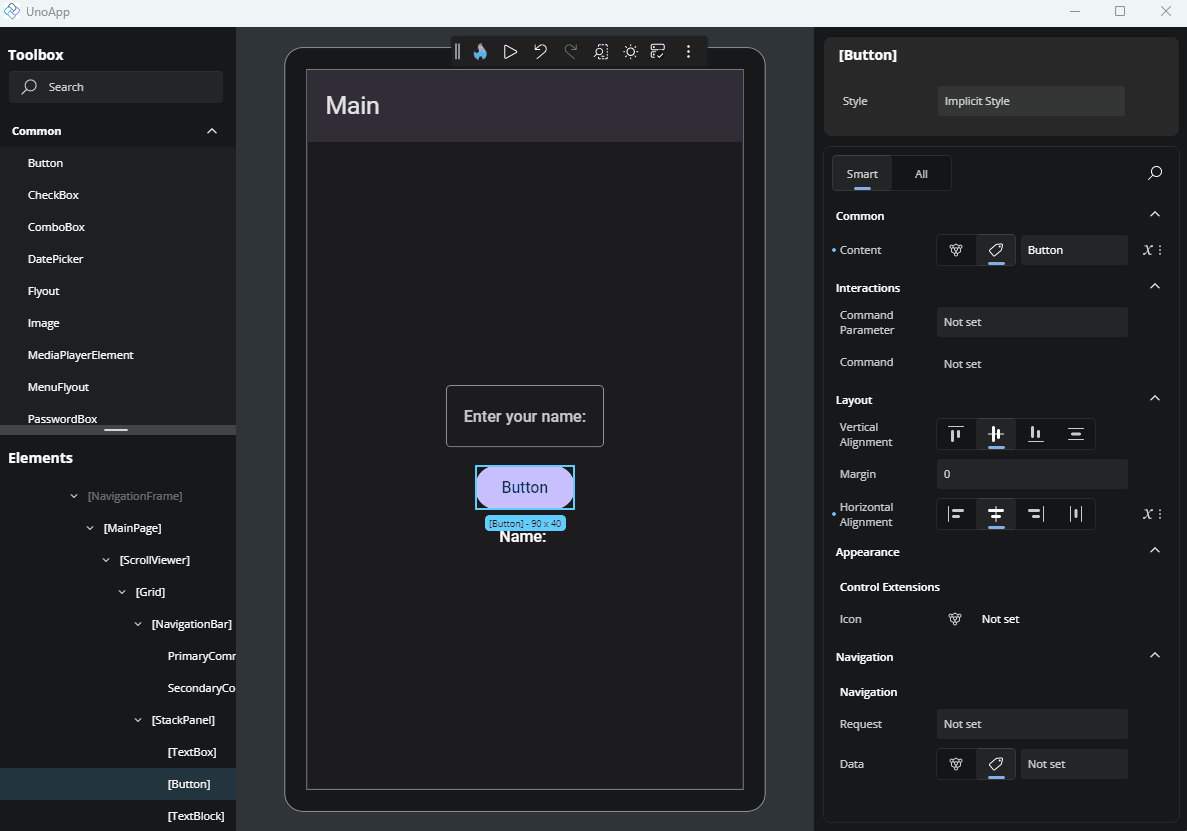 UnoApp
Toolbox
Search
Common
Button
CheckBox
ComboBox
DatePicker
Flyout
Image
MediaPlayerElement
MenuFlyout
PasswordBox
Elements
[NavigationFrame]
[MainPage]
[ScrollViewer]
[Grid]
[NavigationBar]
PrimaryComm
SecondaryCo
[StackPanel]
[TextBox]
[Button]
[TextBlock]
Main
Enter your name:
Button
[Button] - 90 x 40
Name:
[Button]
Style
Implicit Style
Smart
All
Common
Content
Button
Interactions
Command
Parameter
Not set
Command
Not set
Layout
Vertical
Alignment
Margin
0
Horizontal
Alignment
Appearance
Control Extensions
Icon
Not set
Navigation
Navigation
Request
Not set
Data
Not set